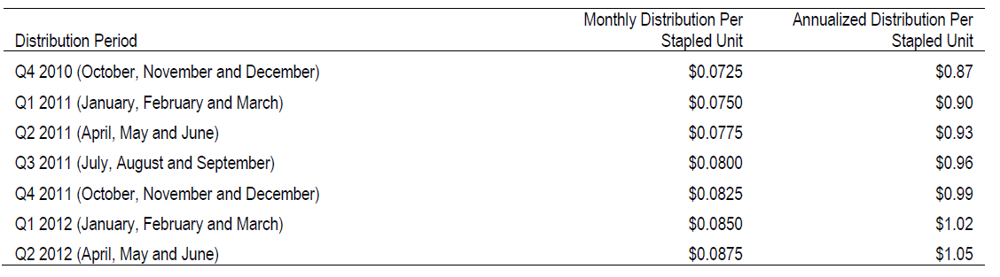 Monthly Distribution Per Annualized Distribution Per
Distribution Period Stapled Unit Stapled Unit
Q4 2010 (October, November and December) $0.0725 $0.87
Q1 2011 (January, February and March) $0.0750 $0.90
Q2 2011 (April, May and June) $0.0775 $0.93
Q3 2011 (July, August and September) $0.0800 $0.96
Q4 2011 (October, November and December) $0.0825 $0.99
Q1 2012 (January, February and March) $0.0850 $1.02
Q2 2012 (April, May and June) $0.0875 $1.05